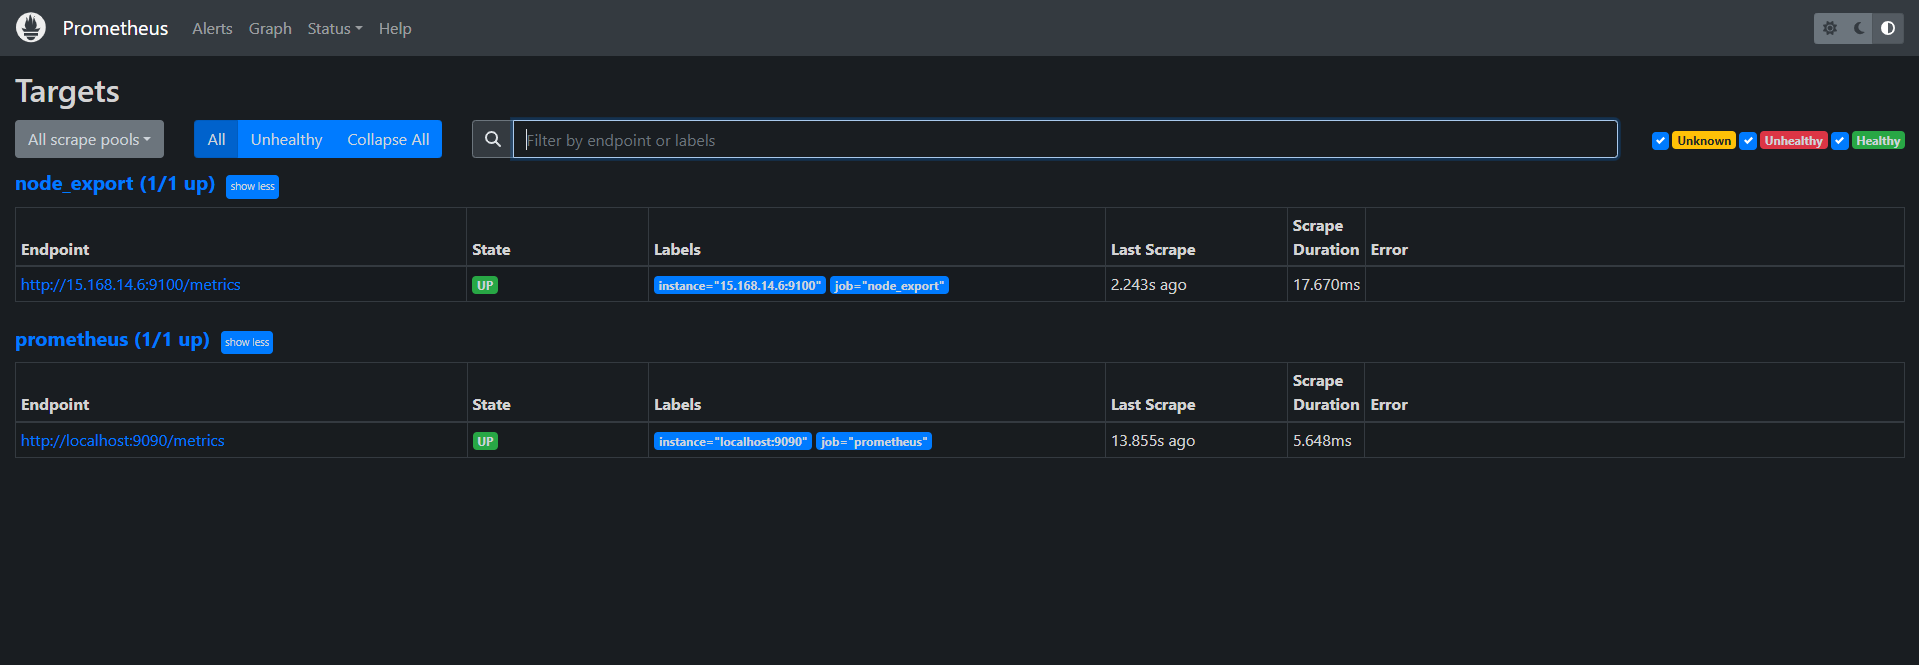 Prometheus Alerts Graph Status Help
Targets
All scrape pools All Unhealthy Collapse All Filter by endpoint or labels Unknown Unhealthy Healthy
node_export (1/1 up) show less
Endpoint State Labels Last Scrape Scrape Duration Error
http://15.168.14.6:9100/metrics UP instance="15.168.14.6:9100" job="node_export" 2.243s ago 17.670ms
prometheus (1/1 up) show less
Endpoint State Labels Last Scrape Scrape Duration Error
http://localhost:9090/metrics UP instance="localhost:9090" job="prometheus" 13.855s ago 5.648ms